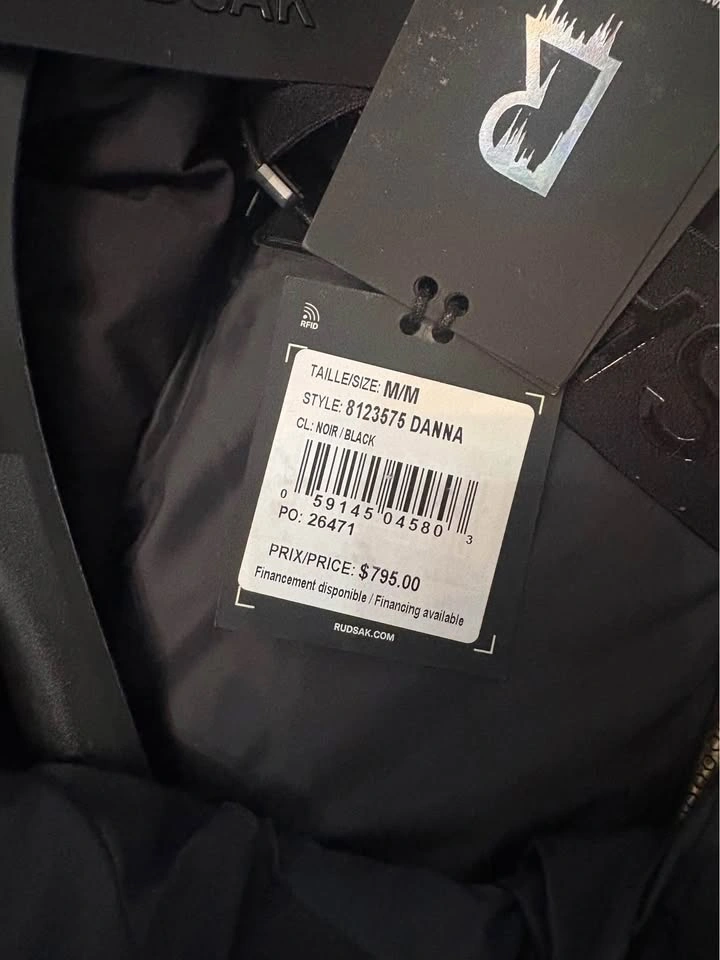 RFID
TAILLE/SIZE: M/M
STYLE: 8123575 DANNA
CL: NOIR / BLACK
0 59145 04580 3
PO: 26471
PRIX/PRICE: $795.00
Financement disponible / Financing available
RUDSAK.COM